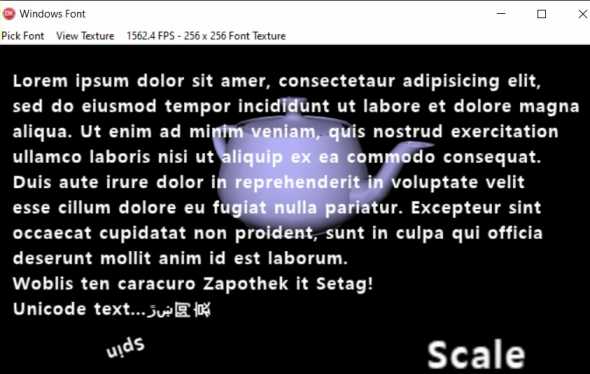 Windows Font
Pick Font View Texture 1562.4 FPS - 256 x 256 Font Texture
Lorem ipsum dolor sit amer, consectetaur adipisicing elit,
sed do eiusmod tempor incididunt ut labore et dolore magna
aliqua. Ut enim ad minim veniam, quis nostrud exercitation
ullamco laboris nisi ut aliquip ex ea commodo consequat.
Duis aute irure dolor in reprehenderit in voluptate velit
esse cillum dolore eu fugiat nulla pariatur. Excepteur sint
occaecat cupidatat non proident, sunt in culpa qui officia
deserunt mollit anim id est laborum.
Woblis ten caracuro Zapothek it Setag!
Unicode text...
spin
Scale